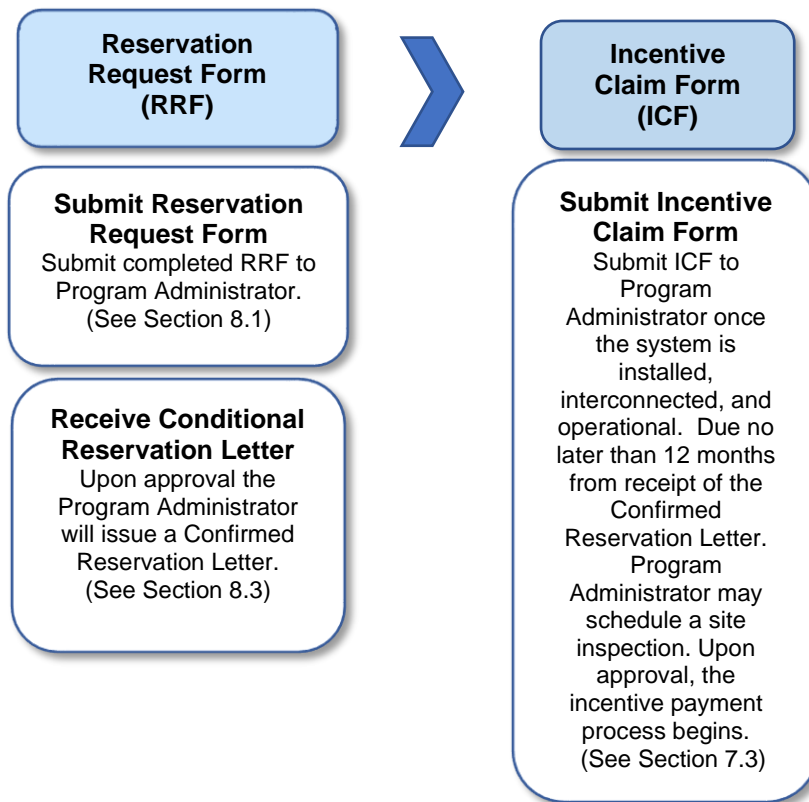 Reservation
Request Form
(RRF)
Submit Reservation
Request Form
Submit completed RRF to
Program Administrator.
(See Section 8.1)
Receive Conditional
Reservation Letter
Upon approval the
Program Administrator
will issue a Confirmed
Reservation Letter.
(See Section 8.3)
Incentive
Claim Form
(ICF)
Submit Incentive
Claim Form
Submit ICF to
Program
Administrator once
the system is
installed,
interconnected, and
operational.  Due no
later than 12 months
from receipt of the
Confirmed
Reservation Letter.
Program
Administrator may
schedule a site
inspection. Upon
approval, the
incentive payment
process begins.
(See Section 7.3)